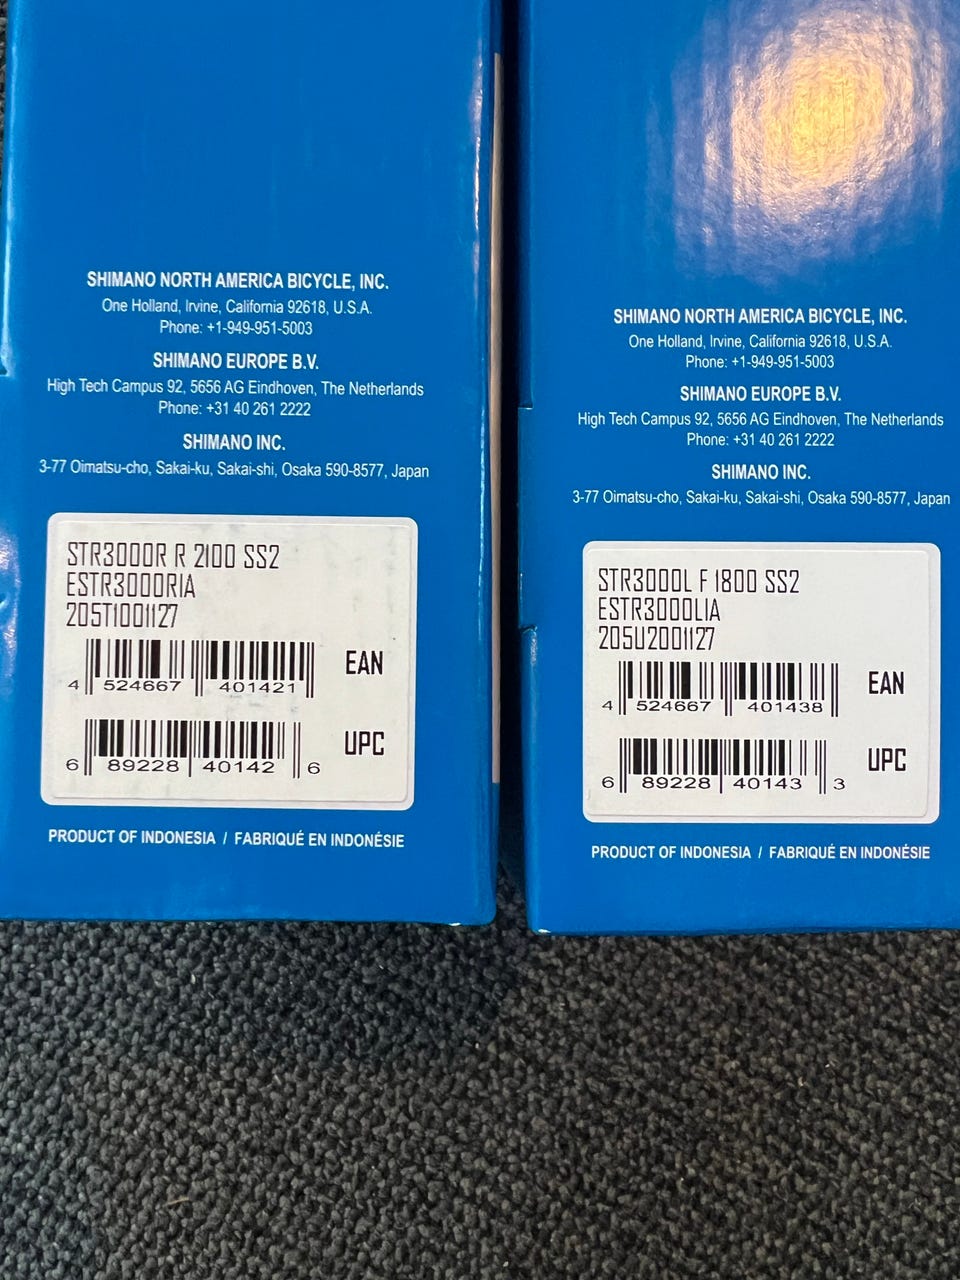 SHIMANO NORTH AMERICA BICYCLE, INC.
One Holland, Irvine, California 92618, U.S.A.
Phone: +1-949-951-5003
SHIMANO EUROPE B.V.
High Tech Campus 92, 5656 AG Eindhoven, The Netherlands
Phone: +31 40 261 2222
SHIMANO INC.
3-77 Oimatsu-cho, Sakai-ku, Sakai-shi, Osaka 590-8577, Japan
STR3000R R 2100 SS2
ESTR3000RIA
205T1001127
4 524667 401421 EAN
6 89228 40142 6 UPC
PRODUCT OF INDONESIA / FABRIQUÉ EN INDONÉSIE
SHIMANO NORTH AMERICA BICYCLE, INC.
One Holland, Irvine, California 92618, U.S.A.
Phone: +1-949-951-5003
SHIMANO EUROPE B.V.
High Tech Campus 92, 5656 AG Eindhoven, The Netherlands
Phone: +31 40 261 2222
SHIMANO INC.
3-77 Oimatsu-cho, Sakai-ku, Sakai-shi, Osaka 590-8577, Japan
STR3000L F 1800 SS2
ESTR3000LIA
205U2001127
4 524667 401438 EAN
6 89228 40143 3 UPC
PRODUCT OF INDONESIA / FABRIQUÉ EN INDONÉSIE